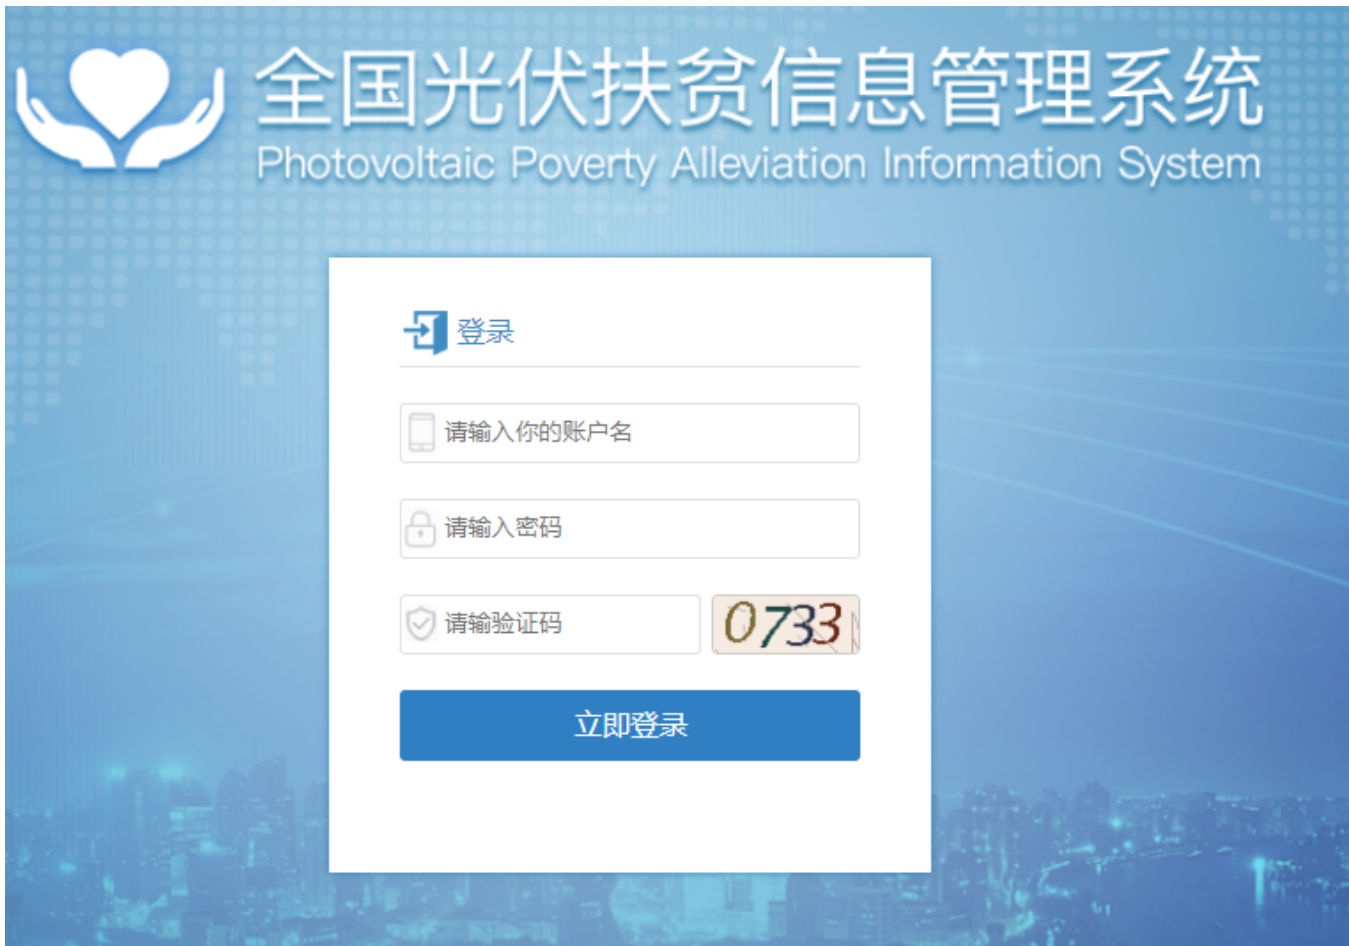 全国光伏扶贫信息管理系统
Photovoltaic Poverty Alleviation Information System
登录
请输入你的账户名
请输入密码
请输验证码
0733
立即登录